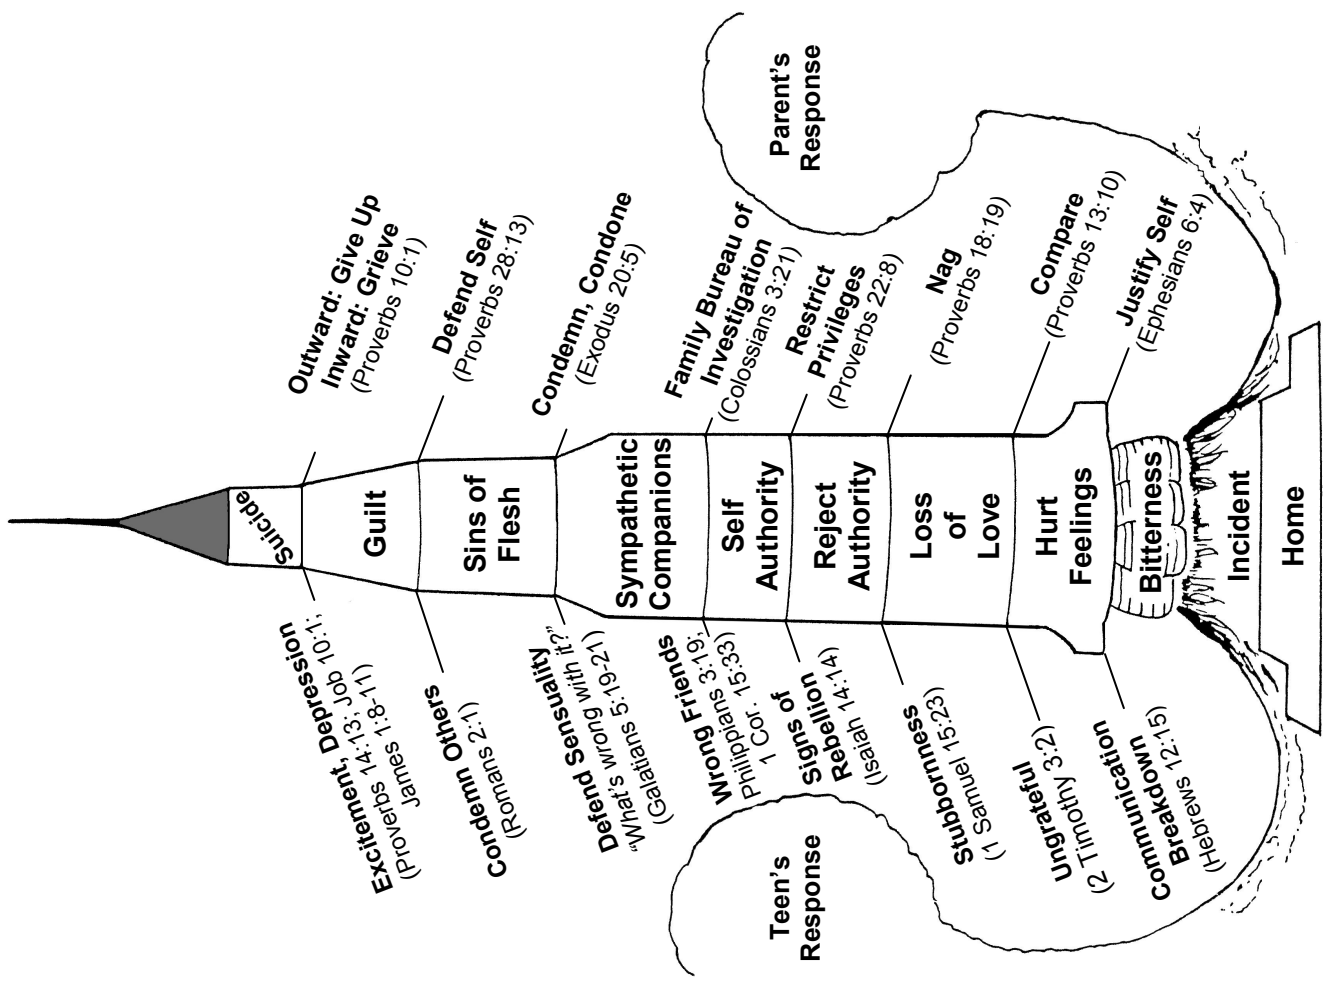 Suicide
Guilt
Sins of
Flesh
Sympathetic
Companions
Self
Authority
Reject
Authority
Loss
of
Love
Hurt
Feelings
Bitterness
Incident
Home
Parent's
Response
Outward: Give Up
Inward: Grieve
(Proverbs 10:1)
Defend Self
(Proverbs 28:13)
Condemn, Condone
(Exodus 20:5)
Family Bureau of
Investigation
(Colossians 3:21)
Restrict
Privileges
(Proverbs 22:8)
Nag
(Proverbs 18:19)
Compare
(Proverbs 13:10)
Justify Self
(Ephesians 6:4)
Teen's
Response
Excitement, Depression
(Proverbs 14:13; Job 10:1;
James 1:8-11)
Condemn Others
(Romans 2:1)
Defend Sensuality
"What's wrong with it?"
(Galatians 5:19-21)
Wrong Friends
Philippians 3:19;
1 Cor. 15:33)
Signs of
Rebellion
(Isaiah 14:14)
Stubbornness
(1 Samuel 15:23)
Ungrateful
(2 Timothy 3:2)
Communication
Breakdown
(Hebrews 12:15)